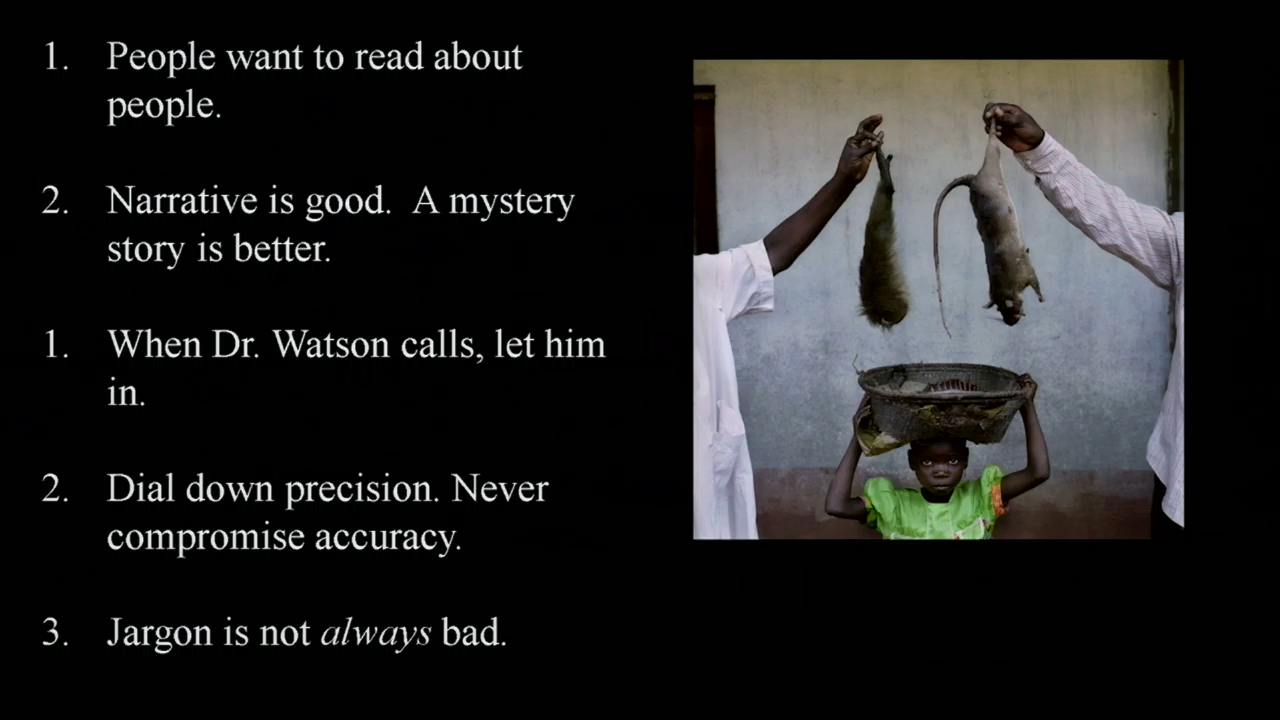 1. People want to read about
people.
2. Narrative is good.  A mystery
story is better.
1. When Dr. Watson calls, let him
in.
2. Dial down precision. Never
compromise accuracy.
3. Jargon is not always bad.